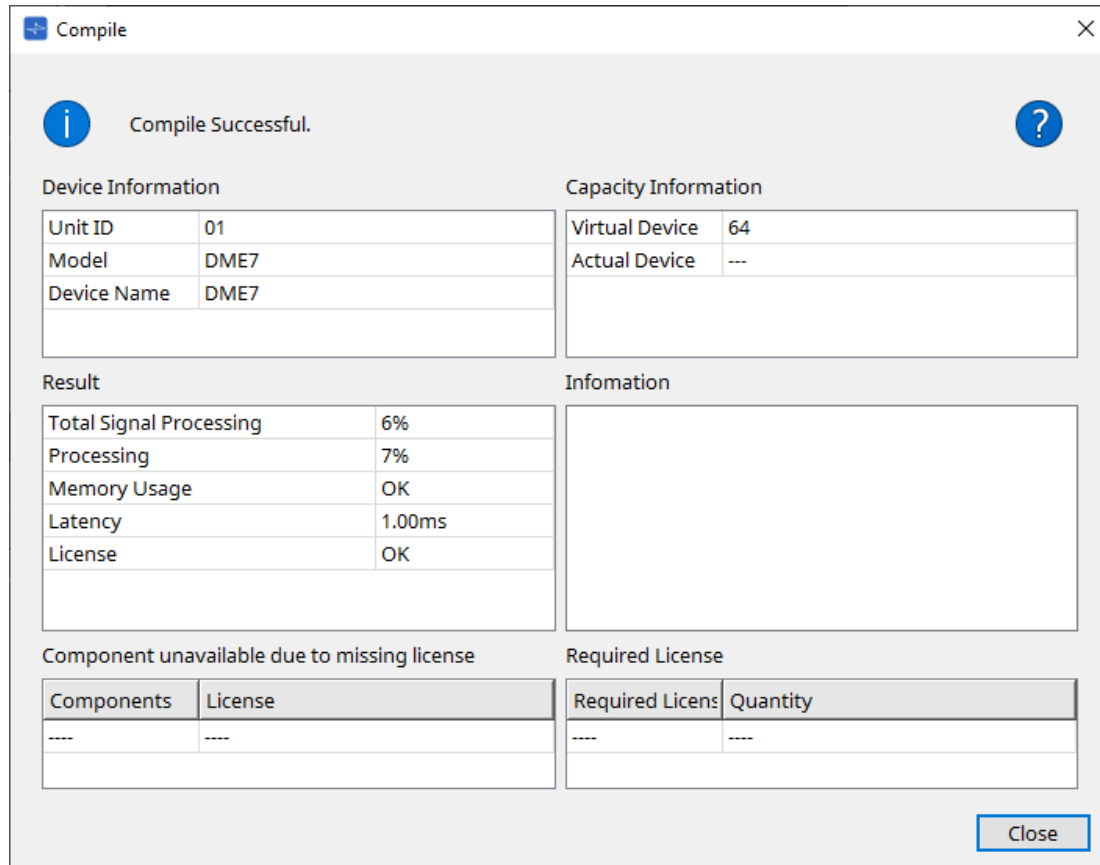 Compile
Compile Successful.
Device Information
Unit ID 01
Model DME7
Device Name DME7
Capacity Information
Virtual Device 64
Actual Device ---
Result
Total Signal Processing 6%
Processing 7%
Memory Usage OK
Latency 1.00ms
License OK
Infomation
Component unavailable due to missing license
Components License
---- ----
Required License
Required Licens Quantity
---- ----
Close